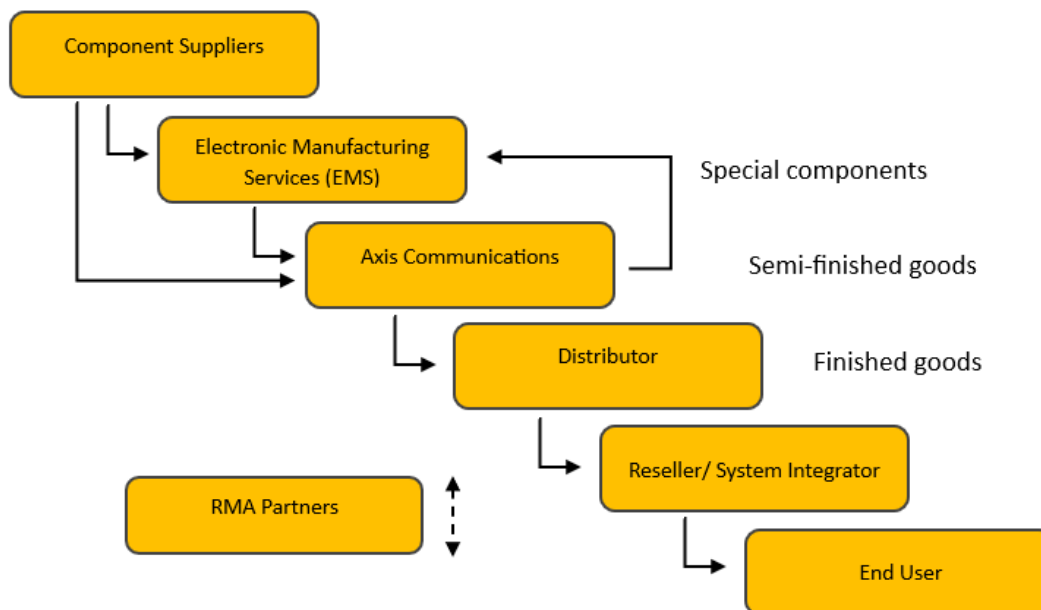 Component Suppliers
Electronic Manufacturing
Services (EMS)
Special components
Axis Communications
Semi-finished goods
Distributor
Finished goods
Reseller/ System Integrator
RMA Partners
End User